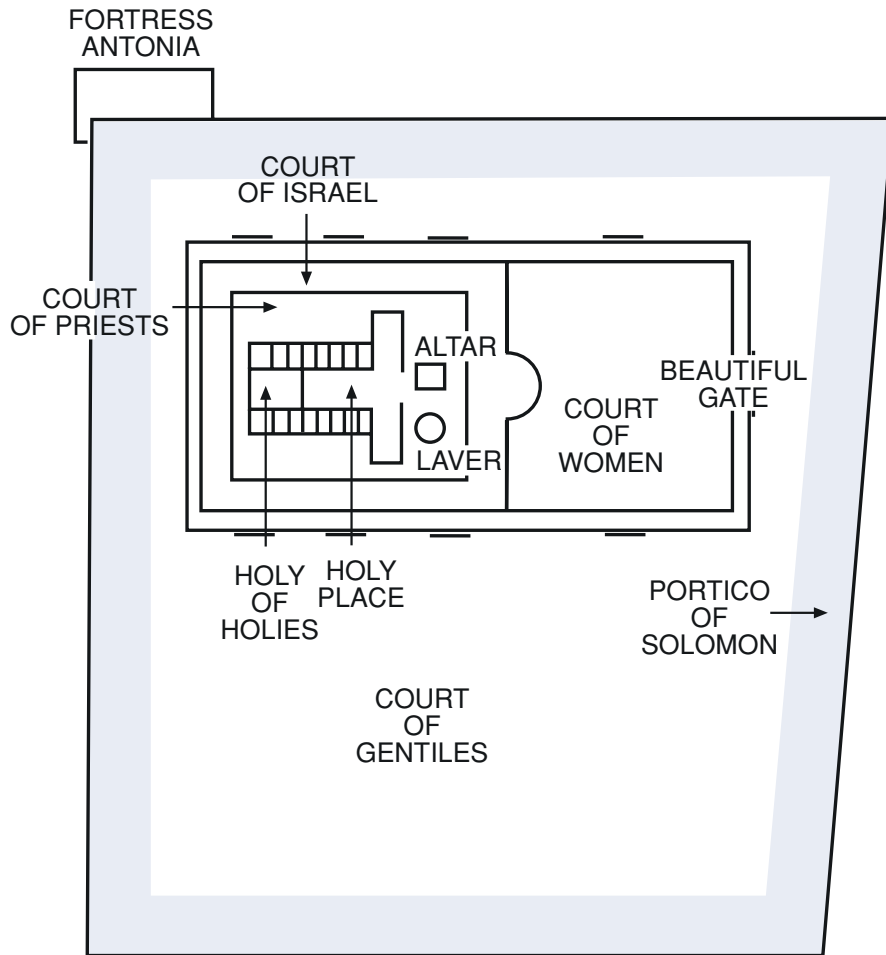 FORTRESS
ANTONIA
COURT
OF ISRAEL
COURT
OF PRIESTS
ALTAR
BEAUTIFUL
GATE
COURT
OF
WOMEN
LAVER
HOLY
OF
HOLIES
HOLY
PLACE
PORTICO
OF
SOLOMON
COURT
OF
GENTILES